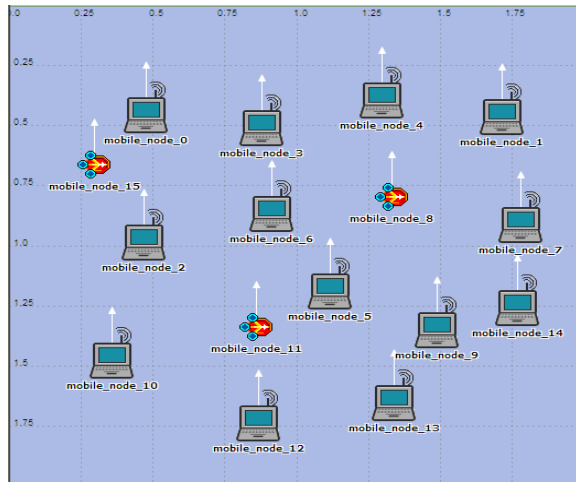 0.0 0.25 0.5 0.75 1.0 1.25 1.5 1.75
0.25
mobile_node_0
mobile_node_3
mobile_node_4
mobile_node_1
0.5
mobile_node_15
0.75
mobile_node_6
mobile_node_8
mobile_node_7
mobile_node_2
1.0
mobile_node_5
1.25
mobile_node_11
mobile_node_9
mobile_node_14
1.5
mobile_node_10
mobile_node_13
1.75
mobile_node_12